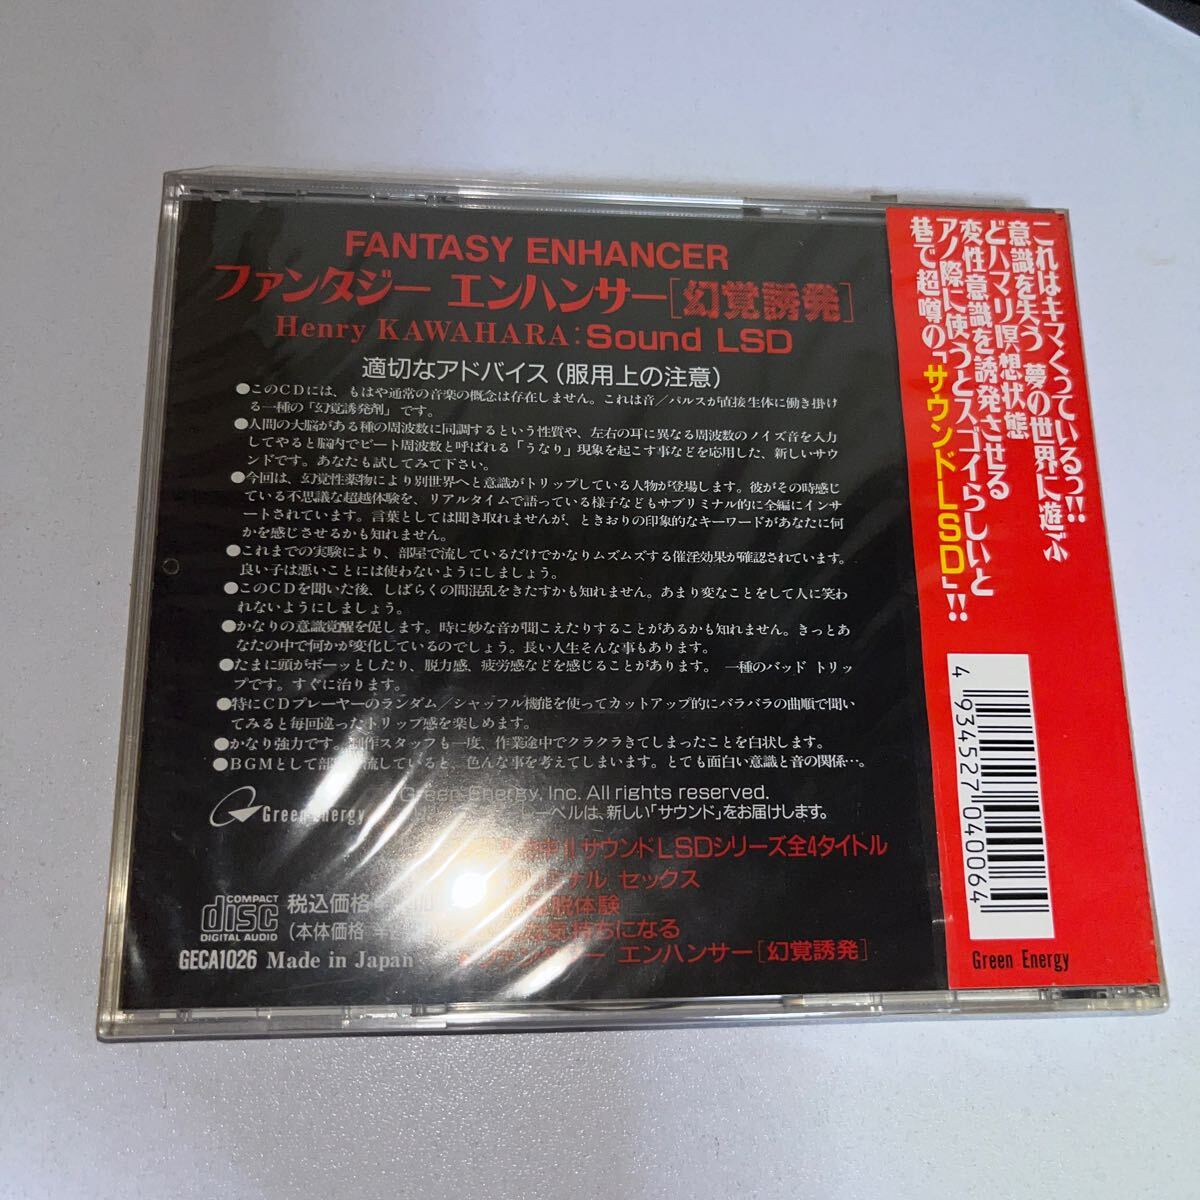 FANTASY ENHANCER
ファンタジー エンハンサー[幻覚誘発]
Henry KAWAHARA: Sound LSD
適切なアドバイス(服用上の注意)
●このCDには、もはや通常の音楽の概念は存在しません。これは音/パルスが直接生体に働き掛け
る一種の「幻覚誘発剤」です。
●人間の大脳がある種の周波数に同調するという性質や、左右の耳に異なる周波数のノイズ音を入力
してやると脳内でビート周波数と呼ばれる「うなり」現象を起こす事などを応用した、新しいサウ
ンドです。あなたも試してみて下さい。
●今回は、幻覚性薬物により別世界へと意識がトリップしている人物が登場します。彼がその時感じ
ている不思議な超越体験を、リアルタイムで語っている様子などもサブリミナル的に全編にインサ
ートされています。言葉としては聞き取れませんが、ときおりの印象的なキーワードがあなたに何
かを感じさせるかも知れません。
●これまでの実験により、部屋で流しているだけでかなりムズムズする催淫効果が確認されています。
良い子は悪いことには使わないようにしましょう。
●このCDを聞いた後、しばらくの間混乱をきたすかも知れません。あまり変なことをして人に笑わ
れないようにしましょう。
●かなりの意識覚醒を促します。時に妙な音が聞こえたりすることがあるかも知れません。きっとあ
なたの中で何かが変化しているのでしょう。長い人生そんな事もあります。
●たまに頭がボーッとしたり、脱力感、疲労感などを感じることがあります。 一種のバッド トリッ
プです。すぐに治ります。
●特にCDプレーヤーのランダム/シャッフル機能を使ってカットアップ的にバラバラの曲順で聞い
てみると毎回違ったトリップ感を楽しめます。
●かなり強力です。制作スタッフも一度、作業途中でクラクラきてしまったことを白状します。
●BGMとして部 流していると、色んな事を考えてしまいます。とても面白い意識と音の関係…。
Green Energy, Inc. All rights reserved.
Green Energy ーベルは、新しい「サウンド」をお届けします。
サウンドLSDシリーズ全4タイトル
ナル セックス
脱体験
気持ちになる
ファンタジー エンハンサー[幻覚誘発]
COMPACT
disc
DIGITAL AUDIO
税込価格
(本体価格
GECA1026 Made in Japan
これはキマくっているっ!!
意識を失う 夢の世界に遊ぶ
どハマリ瞑想状態
変性意識を誘発させる
アノ際に使うとスゴイらしいと
巷で超噂の「サウンドLSD」!!
4934527040064
Green Energy